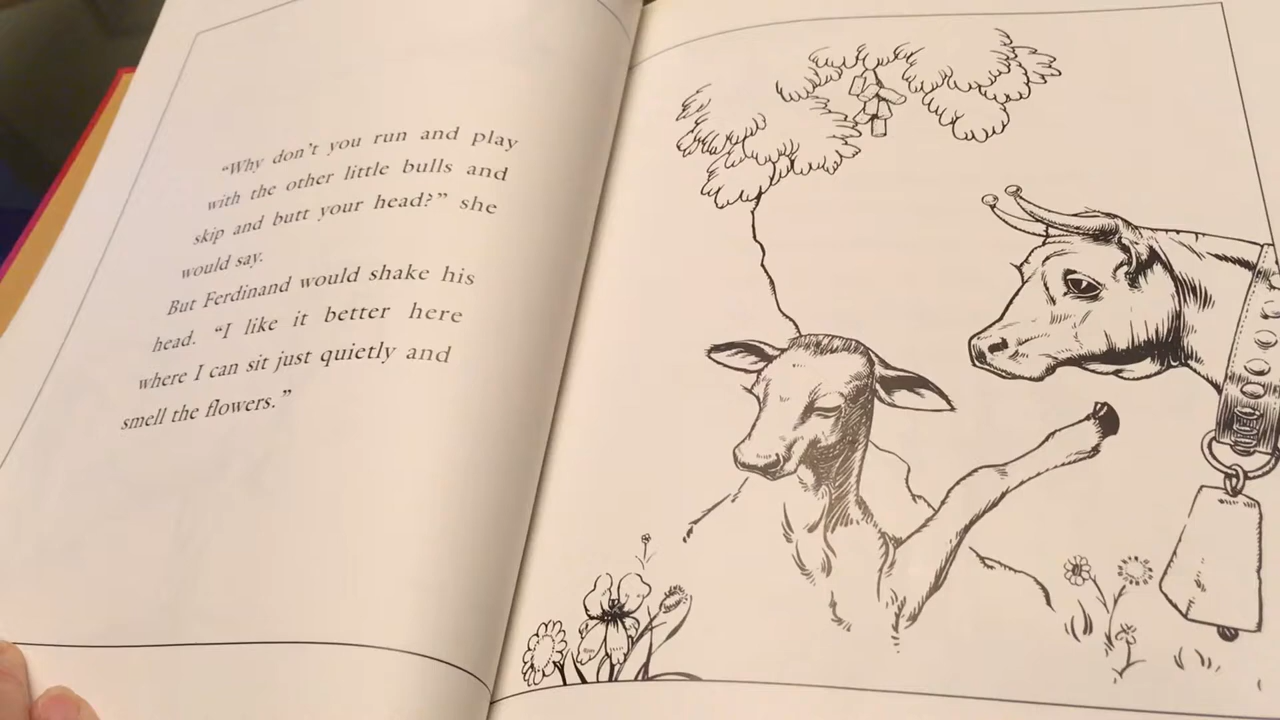 “Why don’t you run and play
with the other little bulls and
skip and butt your head?” she
would say.
But Ferdinand would shake his
head. “I like it better here
where I can sit just quietly and
smell the flowers.”